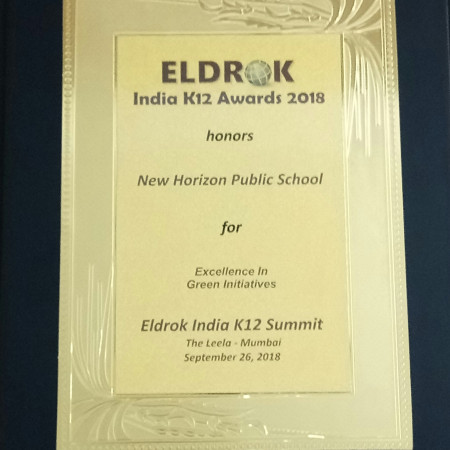 ELDROK
India K12 Awards 2018
honors
New Horizon Public School
for
Excellence In
Green Initiatives
Eldrok India K12 Summit
The Leela - Mumbai
September 26, 2018